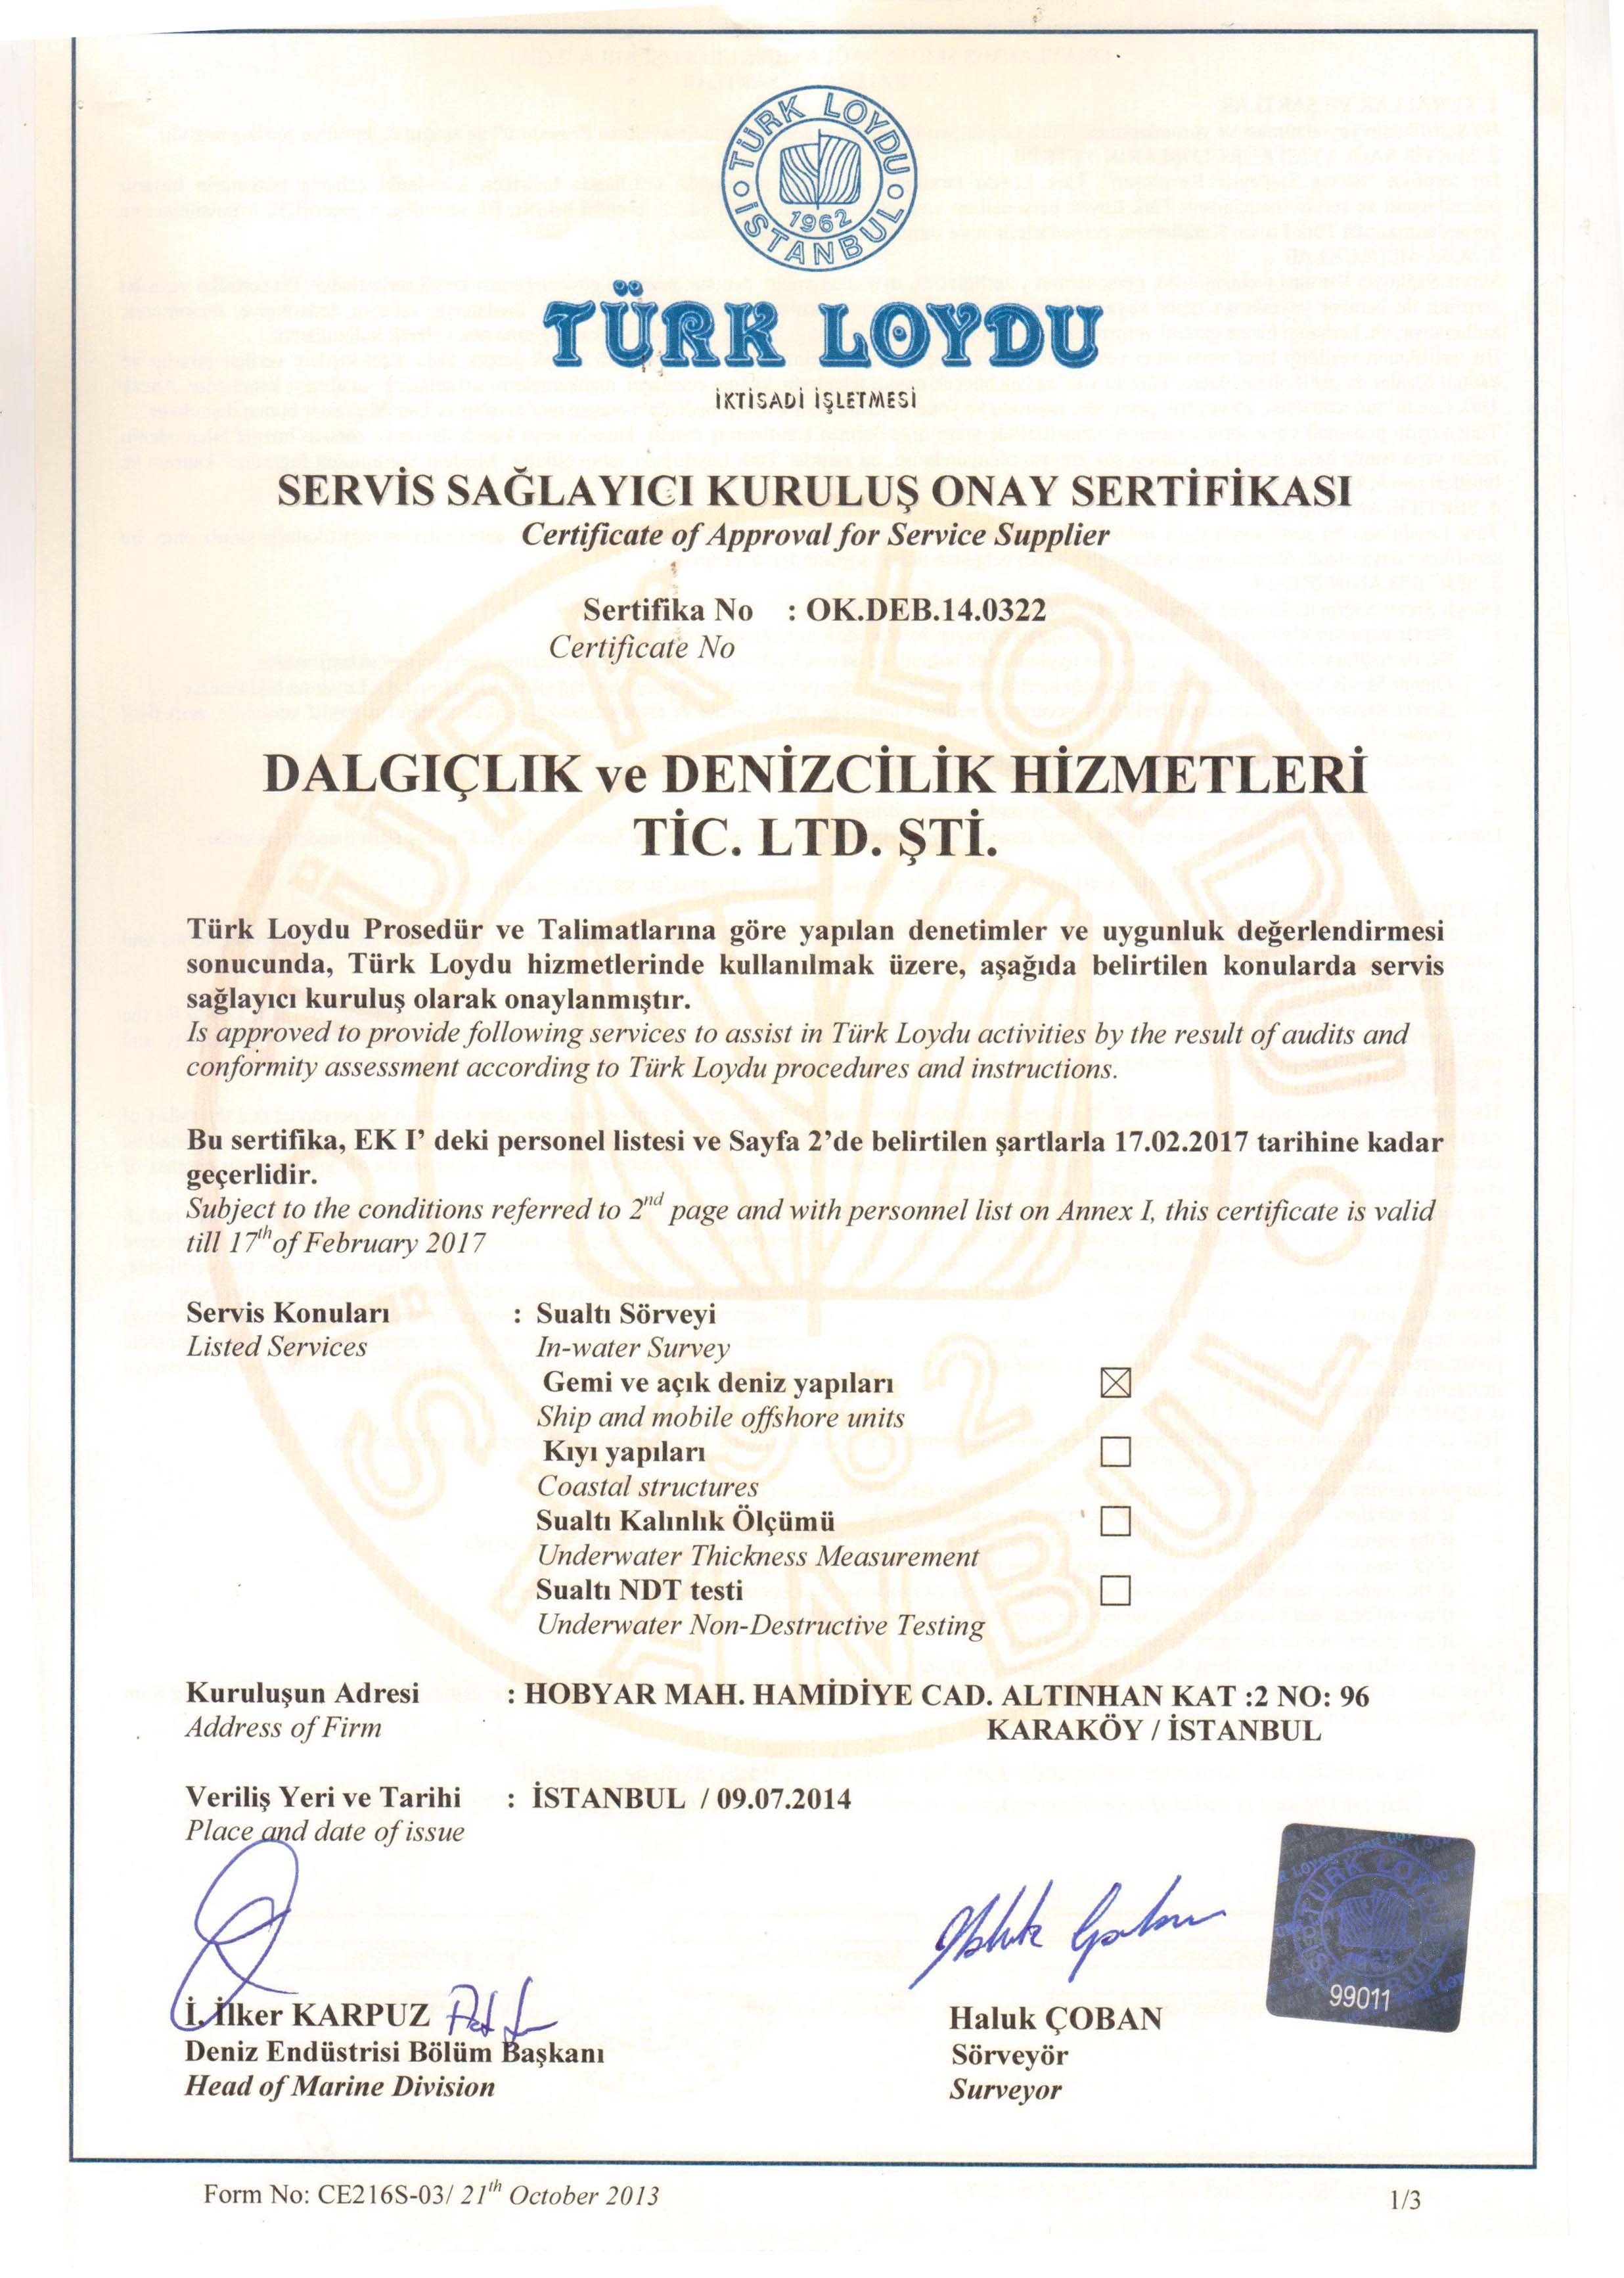 TÜRK LOYDU
1962
İSTANBUL
TÜRK LOYDU
İKTİSADİ İŞLETMESİ
SERVİS SAĞLAYICI KURULUŞ ONAY SERTİFİKASI
Certificate of Approval for Service Supplier
Sertifika No : OK.DEB.14.0322
Certificate No
DALGIÇLIK ve DENİZCİLİK HİZMETLERİ
TİC. LTD. ŞTİ.
Türk Loydu Prosedür ve Talimatlarına göre yapılan denetimler ve uygunluk değerlendirmesi
sonucunda, Türk Loydu hizmetlerinde kullanılmak üzere, aşağıda belirtilen konularda servis
sağlayıcı kuruluş olarak onaylanmıştır.
Is approved to provide following services to assist in Türk Loydu activities by the result of audits and
conformity assessment according to Türk Loydu procedures and instructions.
Bu sertifika, EK I’ deki personel listesi ve Sayfa 2’de belirtilen şartlarla 17.02.2017 tarihine kadar
geçerlidir.
Subject to the conditions referred to 2nd page and with personnel list on Annex I, this certificate is valid
till 17th of February 2017
Servis Konuları : Sualtı Sörveyi
Listed Services In-water Survey
Gemi ve açık deniz yapıları ☒
Ship and mobile offshore units
Kıyı yapıları ☐
Coastal structures
Sualtı Kalınlık Ölçümü ☐
Underwater Thickness Measurement
Sualtı NDT testi ☐
Underwater Non-Destructive Testing
Kuruluşun Adresi : HOBYAR MAH. HAMİDİYE CAD. ALTINHAN KAT :2 NO: 96
Address of Firm KARAKÖY / İSTANBUL
Veriliş Yeri ve Tarihi : İSTANBUL / 09.07.2014
Place and date of issue
99011
İ. İlker KARPUZ Haluk ÇOBAN
Deniz Endüstrisi Bölüm Başkanı Sörveyör
Head of Marine Division Surveyor
Form No: CE216S-03/ 21th October 2013 1/3